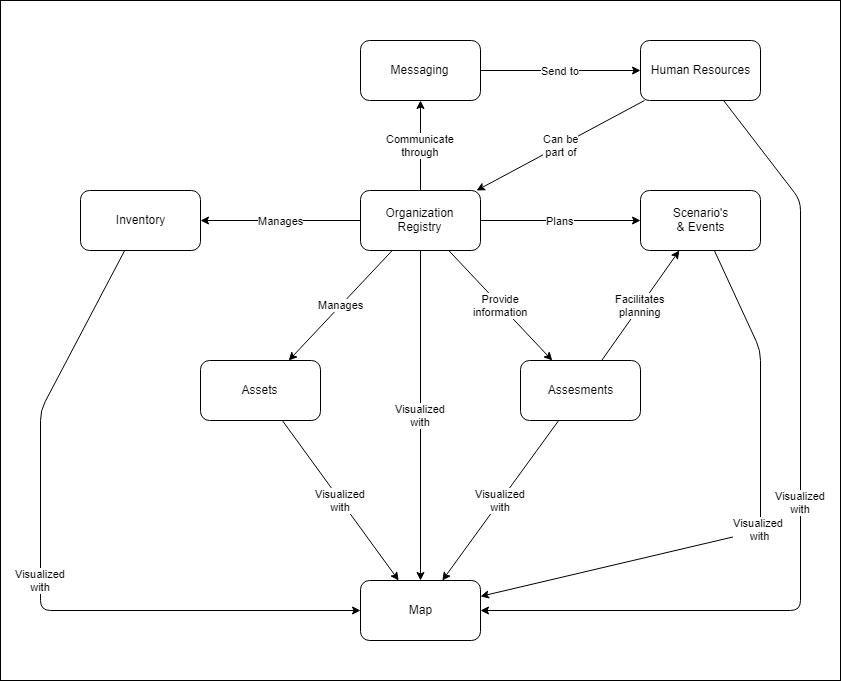 Messaging
Send to
Human Resources
Communicate
through
Can be
part of
Inventory
Manages
Organization
Registry
Plans
Scenario's
& Events
Manages
Provide
information
Facilitates
planning
Assets
Visualized
with
Assesments
Visualized
with
Visualized
with
Visualized
with
Visualized
with
Visualized
with
Map